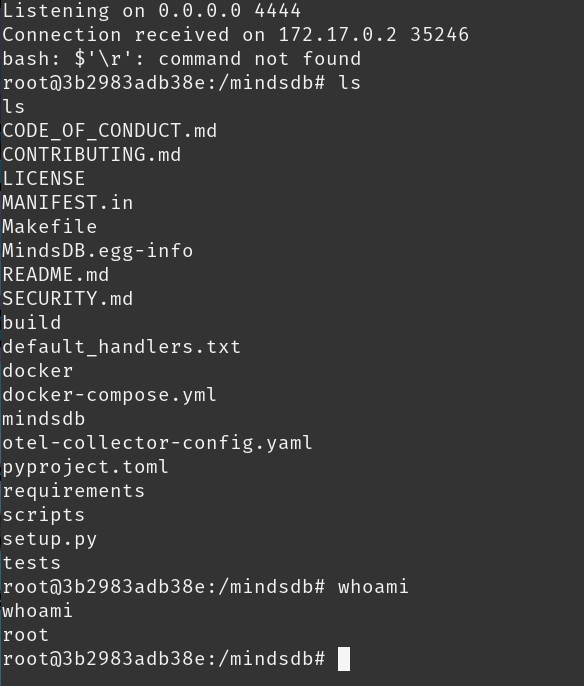 Listening on 0.0.0.0 4444
Connection received on 172.17.0.2 35246
bash: $'\r': command not found
root@3b2983adb38e:/mindsdb# ls
ls
CODE_OF_CONDUCT.md
CONTRIBUTING.md
LICENSE
MANIFEST.in
Makefile
MindsDB.egg-info
README.md
SECURITY.md
build
default_handlers.txt
docker
docker-compose.yml
mindsdb
otel-collector-config.yaml
pyproject.toml
requirements
scripts
setup.py
tests
root@3b2983adb38e:/mindsdb# whoami
whoami
root
root@3b2983adb38e:/mindsdb#